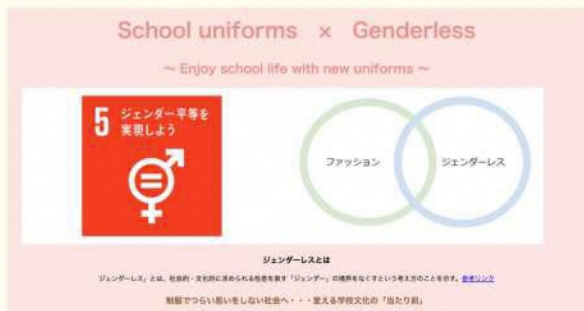 School uniforms × Genderless
～ Enjoy school life with new uniforms ～
5 ジェンダー平等を
実現しよう
ファッション
ジェンダーレス
ジェンダーレスとは
ジェンダーレス」とは、社会的・文化的に求められる性差を表す「ジェンダー」の境界をなくすという考え方のことを示す。参考リンク
制服でつらい思いをしない社会へ・・・変える学校文化の「当たり前」